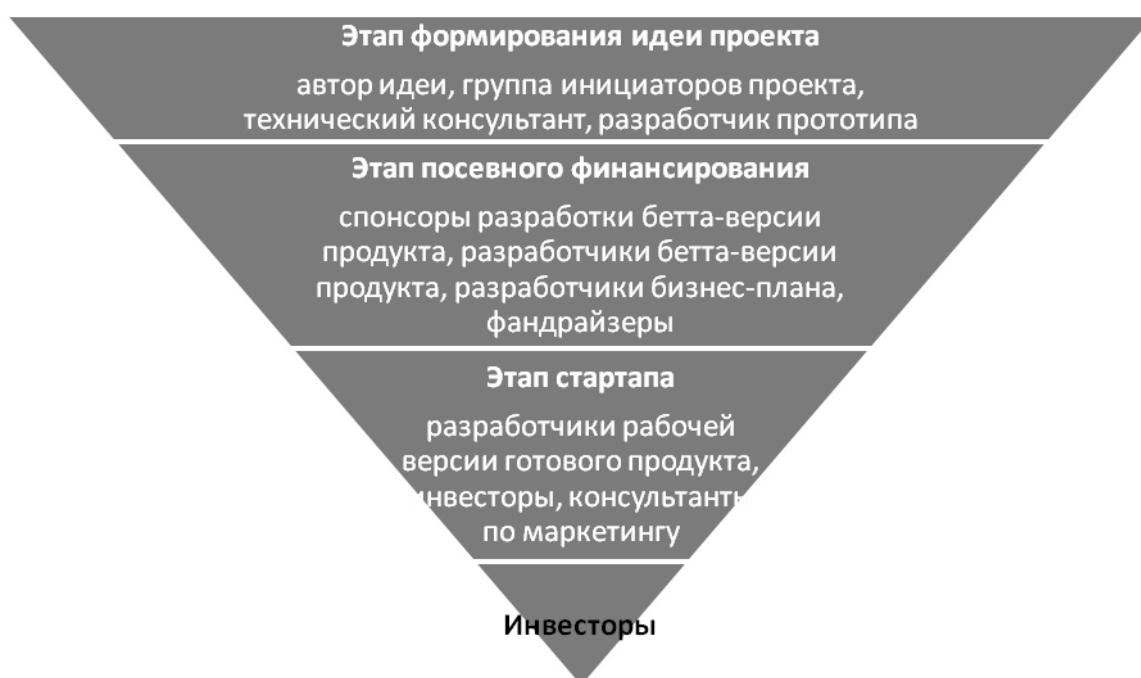 Этап формирования идеи проекта
автор идеи, группа инициаторов проекта,
технический консультант, разработчик прототипа
Этап посевного финансирования
спонсоры разработки бетта-версии
продукта, разработчики бетта-версии
продукта, разработчики бизнес-плана,
фандрайзеры
Этап стартапа
разработчики рабочей
версии готового продукта,
инвесторы, консультанты
по маркетингу
Инвесторы